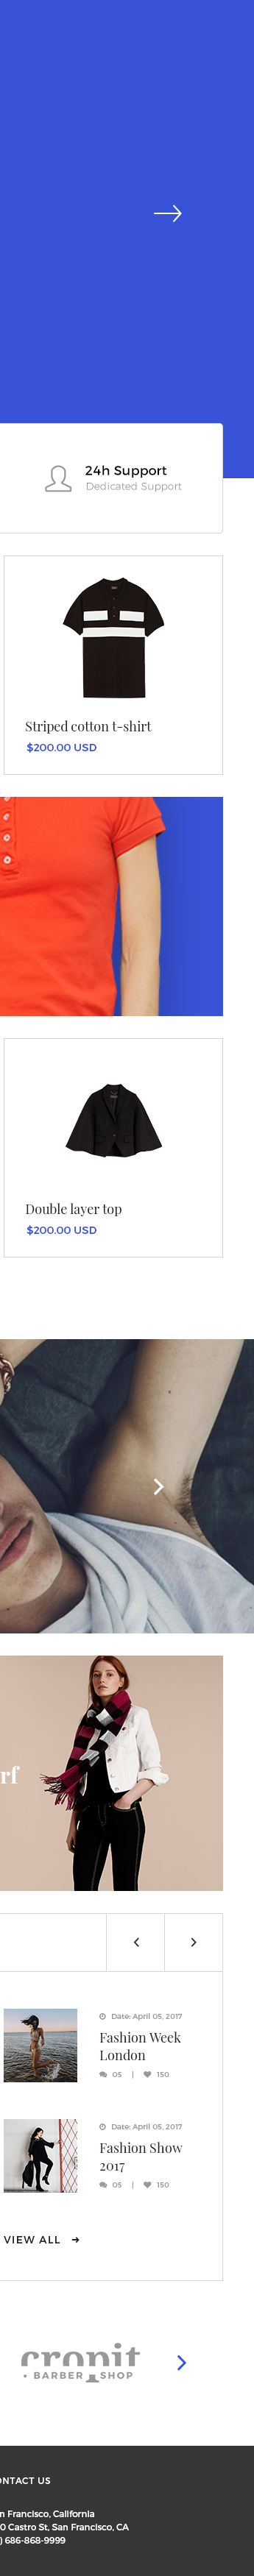 24h Support
Dedicated Support
Striped cotton t-shirt
$200.00 USD
Double layer top
$200.00 USD
rf
Date: April 05, 2017
Fashion Week
London
05 | 150
Date: April 05, 2017
Fashion Show
2017
05 | 150
VIEW ALL
cropit
• BARBER SHOP
ONTACT US
n Francisco, California
0 Castro St, San Francisco, CA
) 686-868-9999